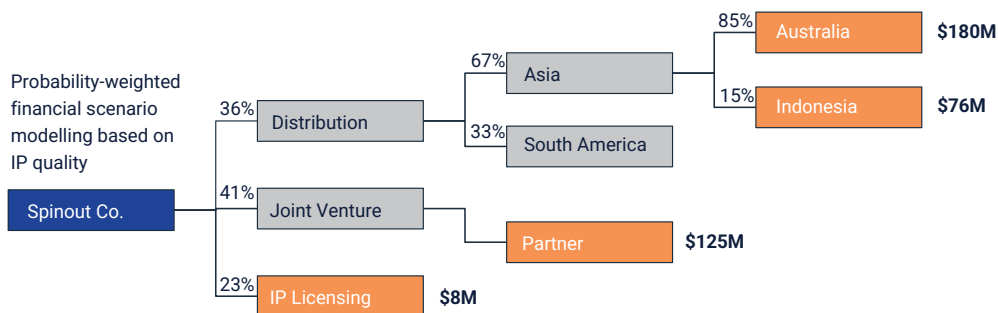 85%
Australia
$180M
67%
Asia
Probability-weighted
financial scenario
modelling based on
IP quality
15%
Indonesia
$76M
36%
Distribution
33%
South America
41%
Joint Venture
Spinout Co.
Partner
$125M
23%
IP Licensing
$8M